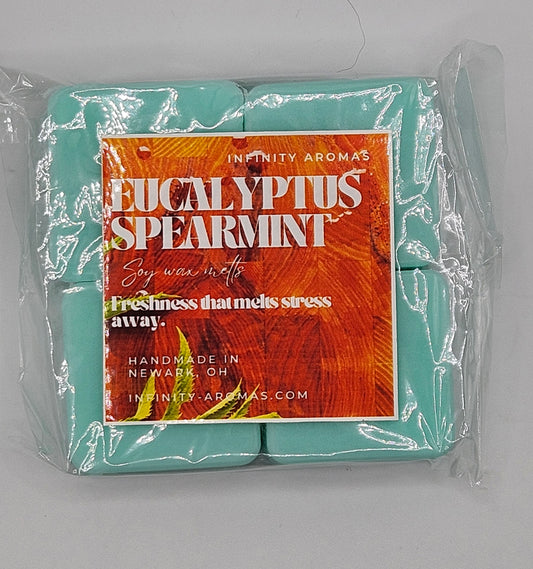 INFINITY AROMAS
EUCALYPTUS
SPEARMINT
Soy wax melts
Freshness that melts stress
away.
HANDMADE IN
NEWARK, OH
INFINITY-AROMAS.COM